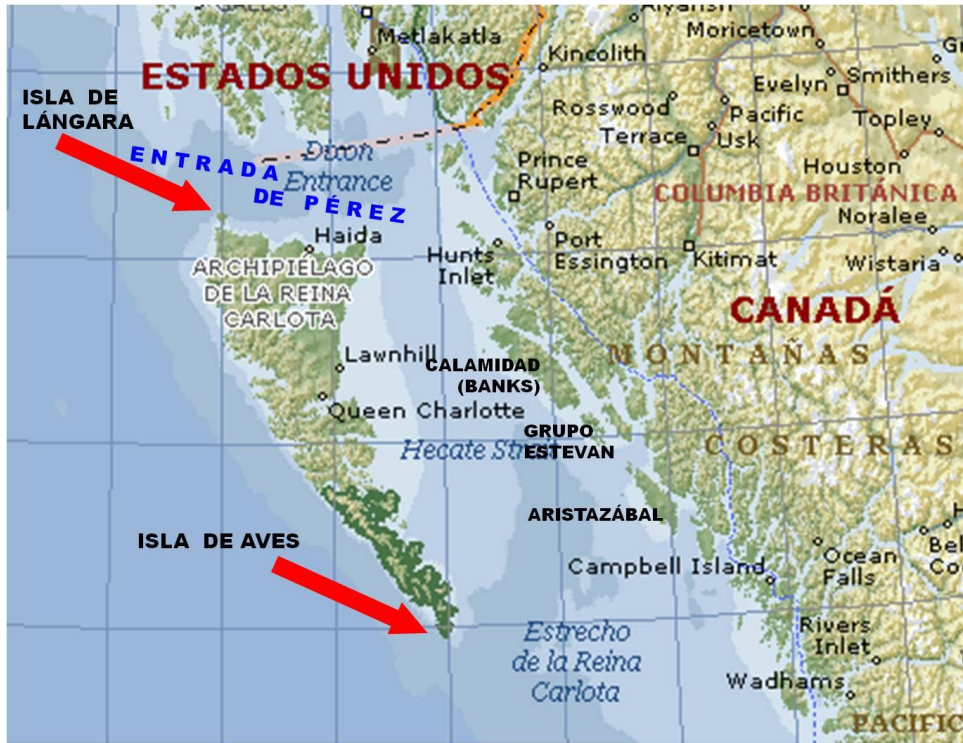 Metlakatla
Kincolith
Moricetown
ESTADOS UNIDOS
Evelyn
Smithers
ISLA DE
LÁNGARA
Rosswood
Pacific
Topley
Terrace
Usk
ENTRADA
DE PÉREZ
Dixon
Entrance
Prince
Rupert
Houston
COLUMBIA BRITÁNICA
Noralee
Haida
Hunts
Inlet
Port
Essington
Kitimat
Wistaria
ARCHIPIÉLAGO
DE LA REINA
CARLOTA
CANADÁ
Lawnhill
CALAMIDAD
(BANKS)
MONTAÑAS
Queen Charlotte
GRUPO
ESTEVAN
Hecate Strait
COSTERAS
ARISTAZÁBAL
ISLA DE AVES
Campbell Island
Ocean
Falls
Estrecho
de la Reina
Carlota
Rivers
Inlet
Wadhams
PACIFIC